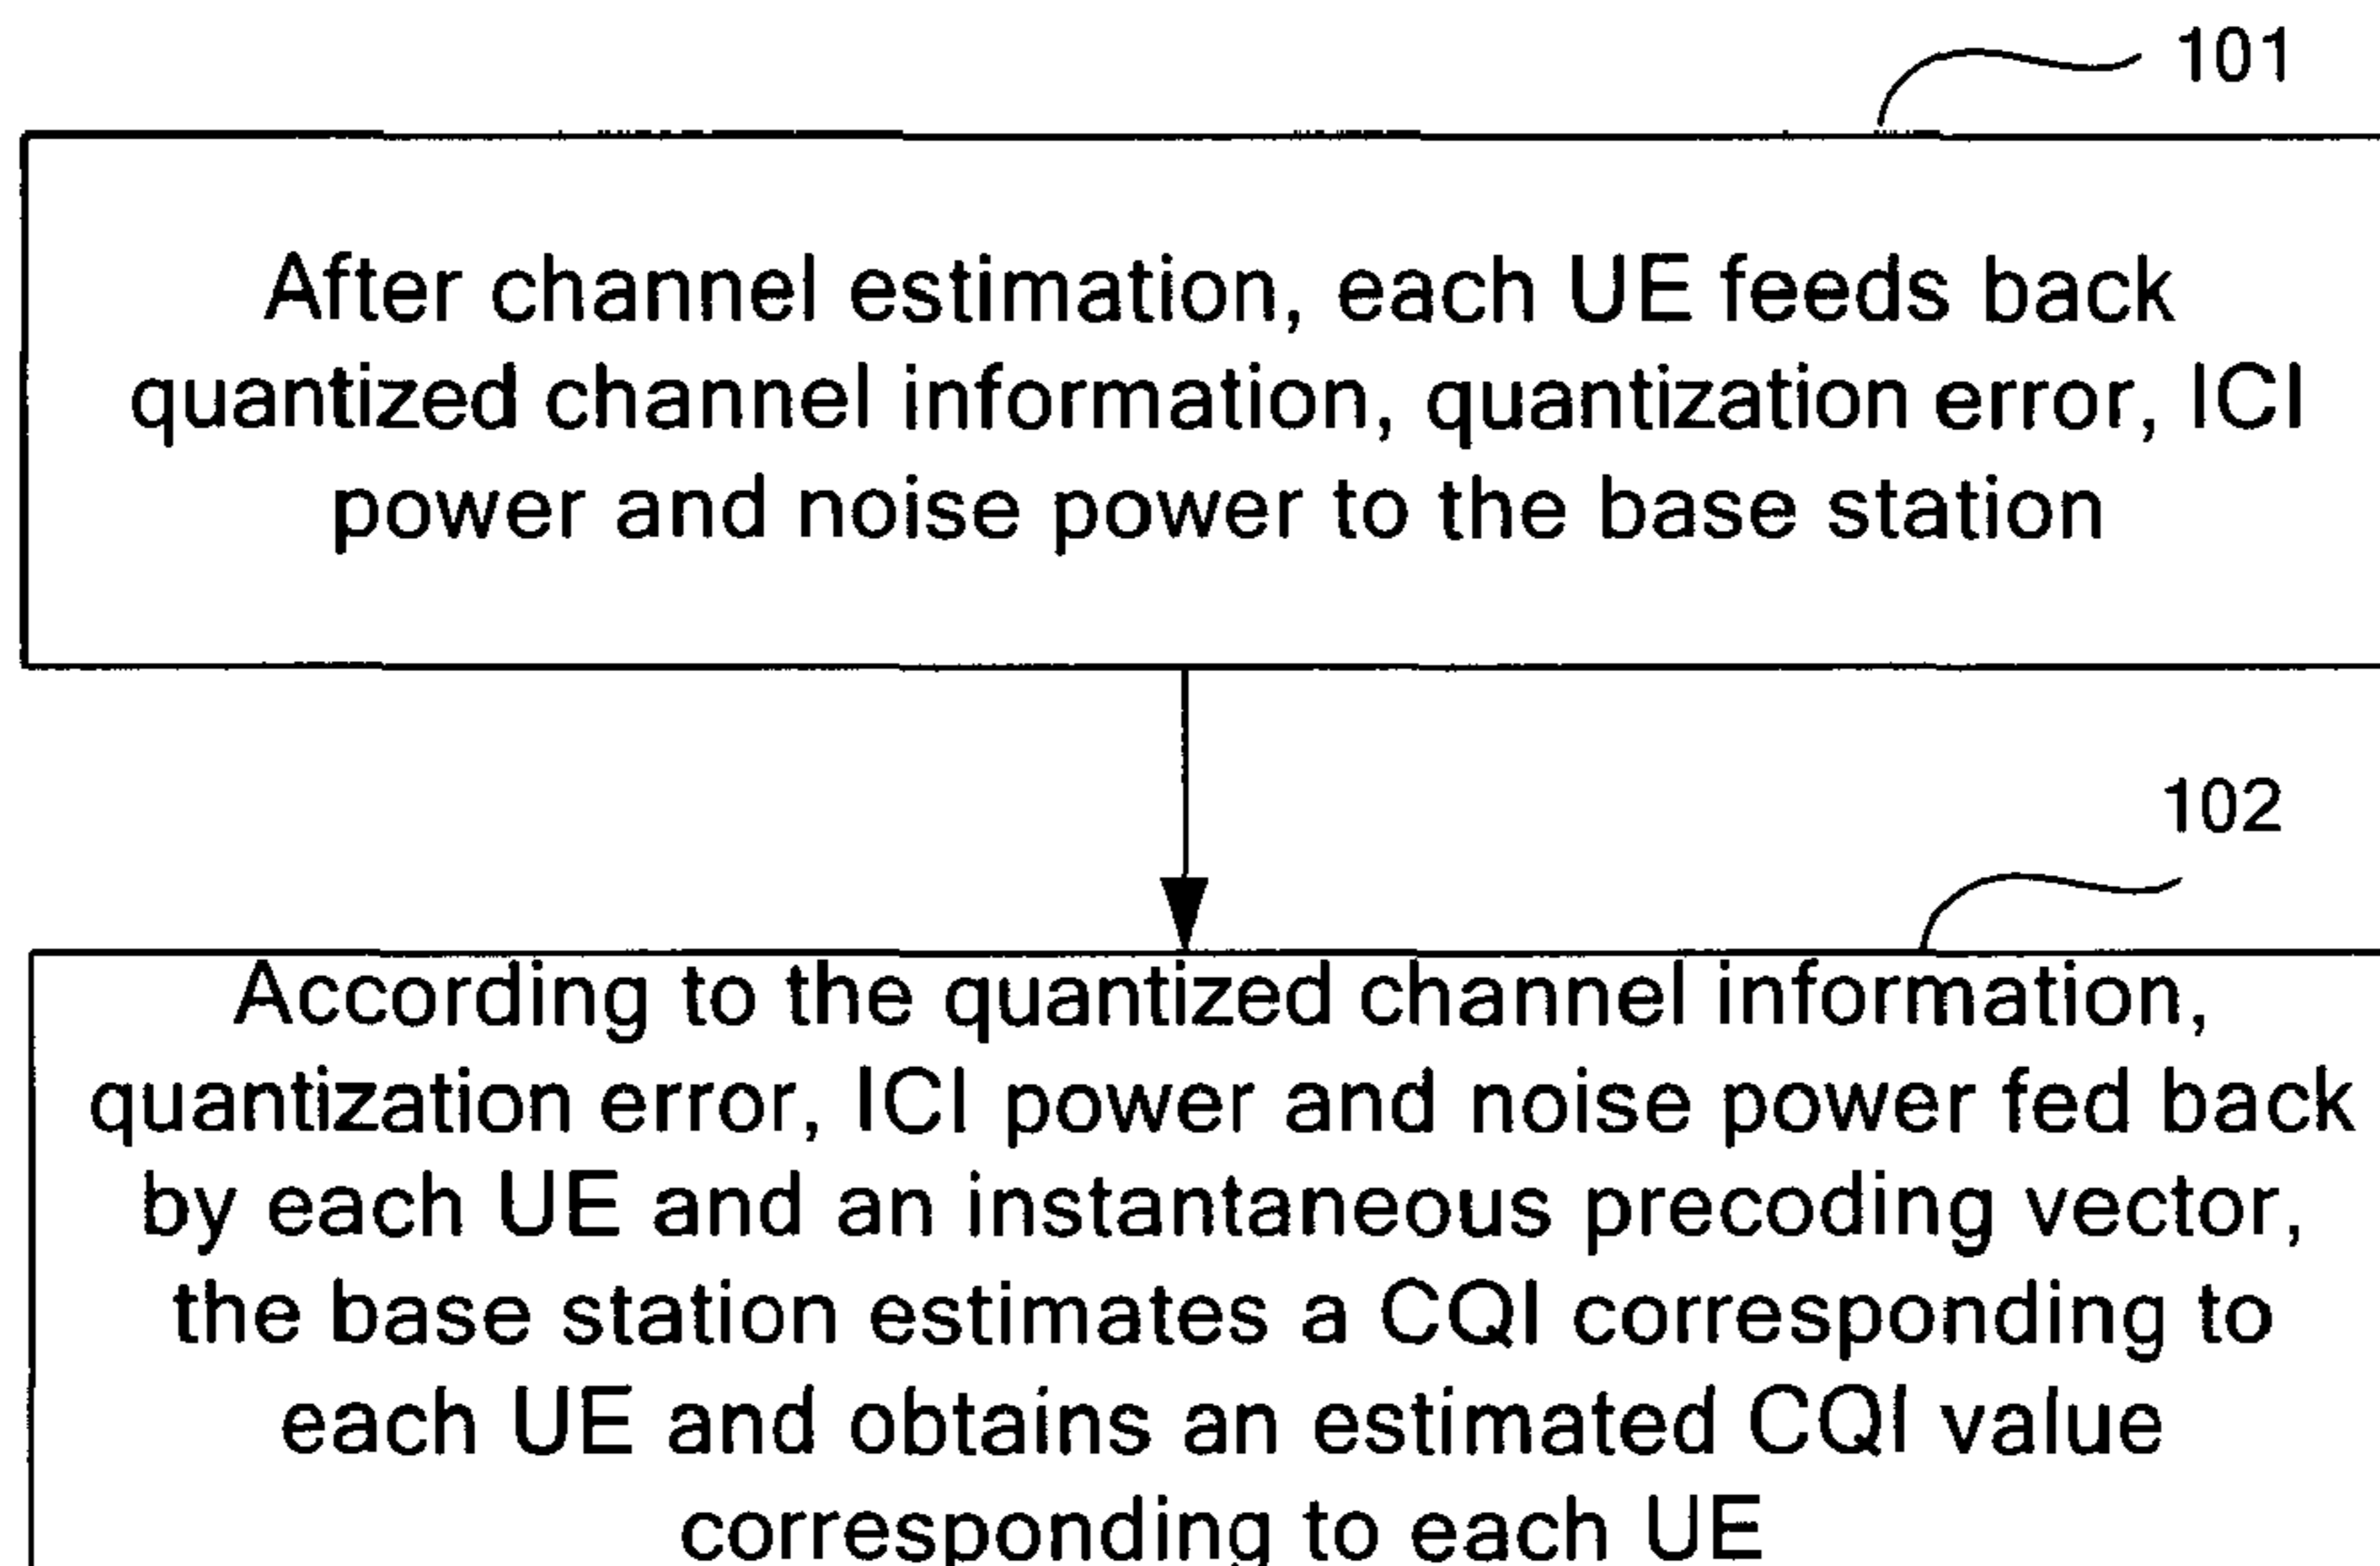 101
After channel estimation, each UE feeds back
quantized channel information, quantization error, ICI
power and noise power to the base station
102
According to the quantized channel information,
quantization error, ICI power and noise power fed back
by each UE and an instantaneous precoding vector,
the base station estimates a CQI corresponding to
each UE and obtains an estimated CQI value
corresponding to each UE